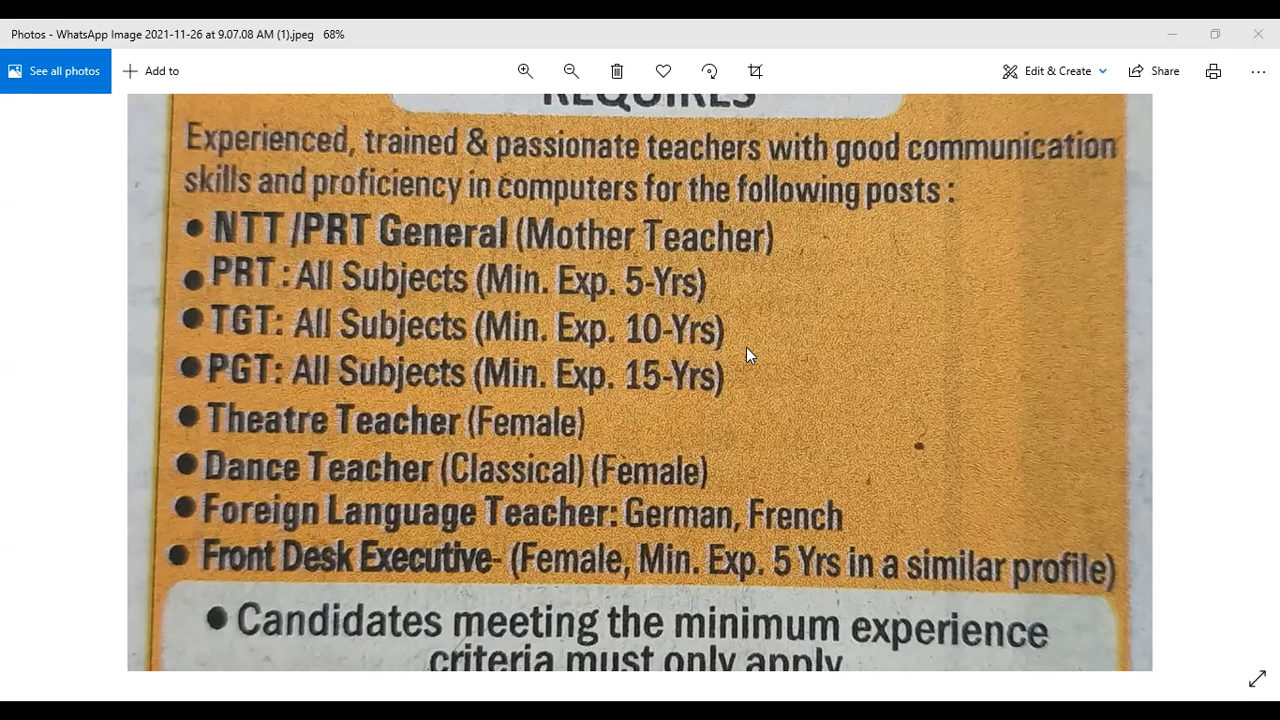 Photos - WhatsApp Image 2021-11-26 at 9.07.08 AM (1).jpeg 68%
See all photos
Add to
Edit & Create
Share
REQUIRES
Experienced, trained & passionate teachers with good communication
skills and proficiency in computers for the following posts :
• NTT /PRT General (Mother Teacher)
• PRT : All Subjects (Min. Exp. 5-Yrs)
• TGT: All Subjects (Min. Exp. 10-Yrs)
• PGT: All Subjects (Min. Exp. 15-Yrs)
• Theatre Teacher (Female)
• Dance Teacher (Classical) (Female)
• Foreign Language Teacher: German, French
• Front Desk Executive- (Female, Min. Exp. 5 Yrs in a similar profile)
• Candidates meeting the minimum experience
criteria must only apply